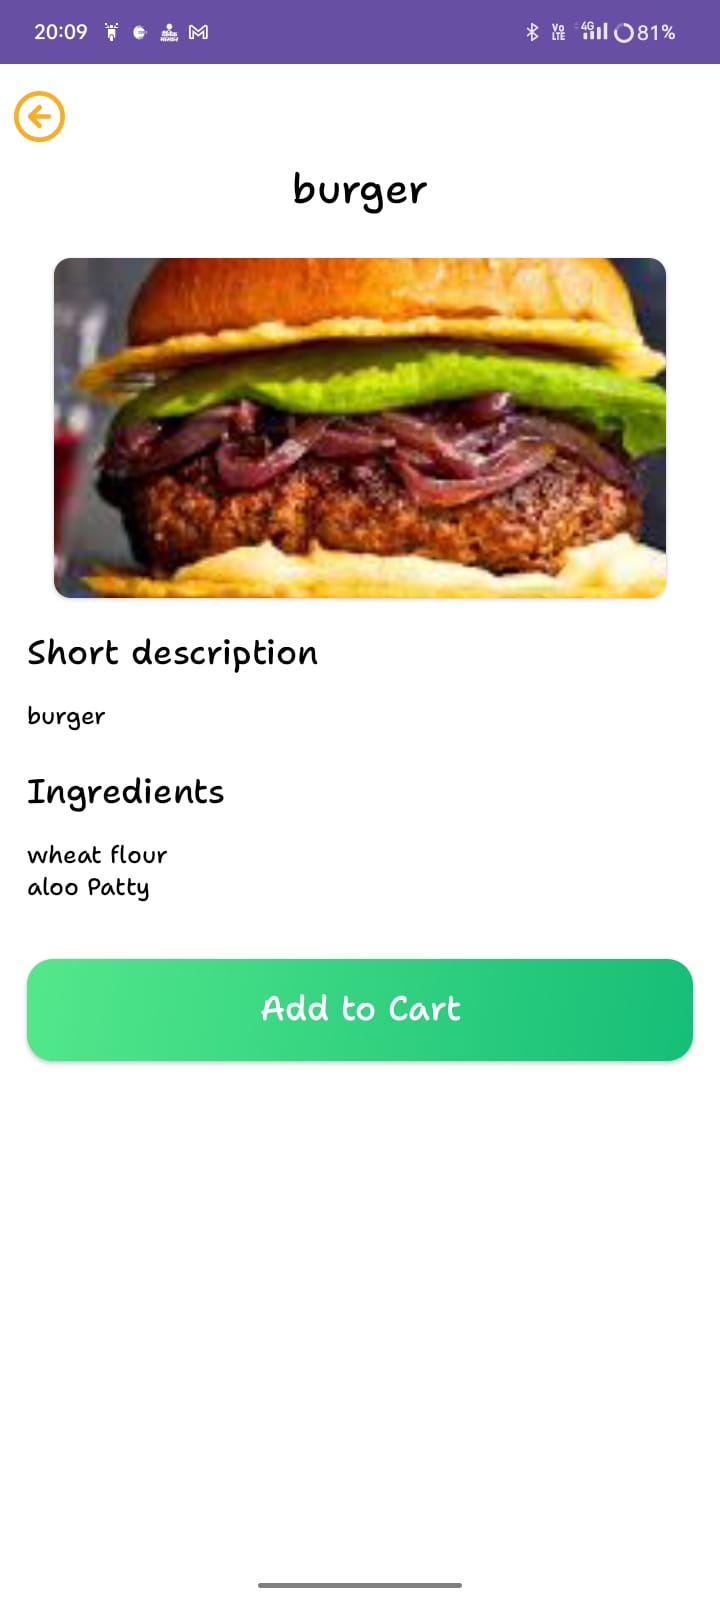 20:09 Vo LTE 4G 81%
burger
Short description
burger
Ingredients
wheat flour
aloo Patty
Add to Cart